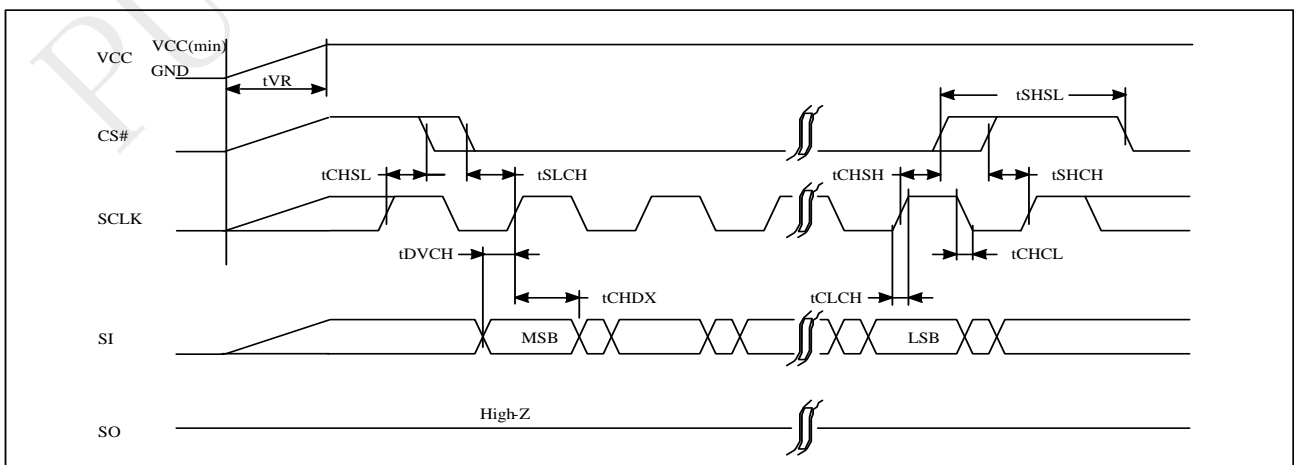 PU
VCC VCC(min)
GND
tVR
CS#
tSHSL
tCHSL
tSLCH
tCHSH
tSHCH
SCLK
tDVCH
tCHDX
tCLCH
tCHCL
SI
MSB
LSB
SO
High-Z